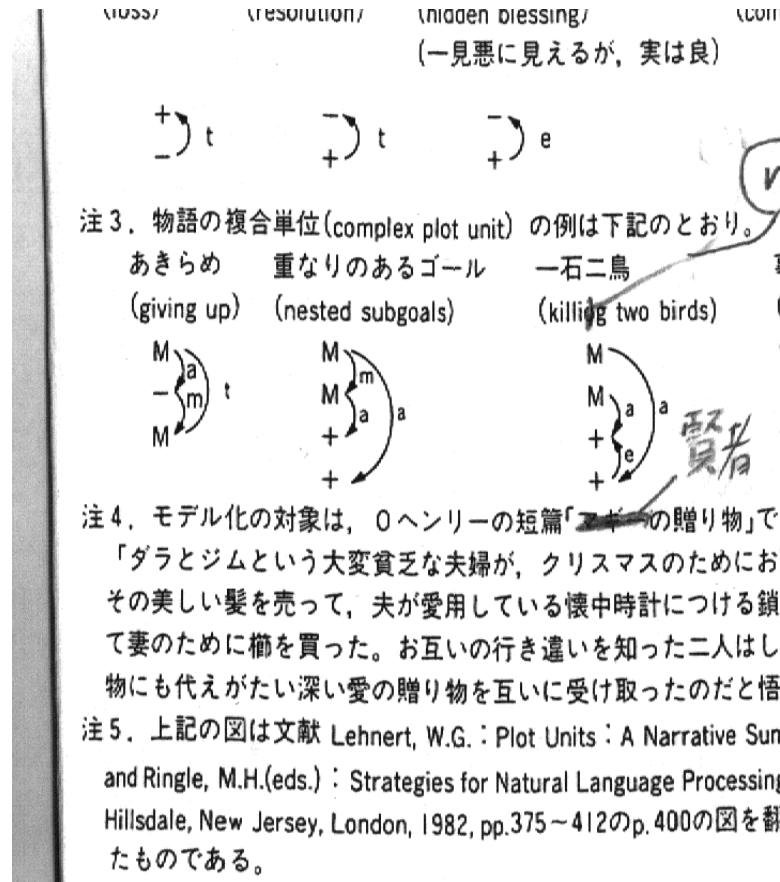 (loss) (resolution) (hidden blessing)
(一見悪に見えるが, 実は良)
+ − −
− t + t + e
注3. 物語の複合単位(complex plot unit) の例は下記のとおり。
あきらめ 重なりのあるゴール 一石二鳥
(giving up) (nested subgoals) (killing two birds)
M M M
a m
− t M M
m a a a a
M + +
e
+ +
賢者
注4. モデル化の対象は, Oヘンリーの短篇「の贈り物」で
「ダラとジムという大変貧乏な夫婦が, クリスマスのためにお
その美しい髪を売って, 夫が愛用している懐中時計につける鎖
て妻のために櫛を買った。お互いの行き違いを知った二人はし
物にも代えがたい深い愛の贈り物を互いに受け取ったのだと悟
注5. 上記の図は文献 Lehnert, W.G.:Plot Units:A Narrative Sum
and Ringle, M.H.(eds.):Strategies for Natural Language Processing
Hillsdale, New Jersey, London, 1982, pp.375~412のp.400の図を翻
たものである。